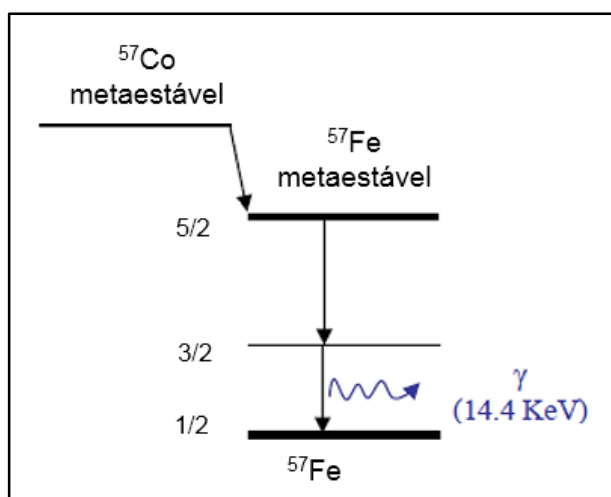 ⁵⁷Co
metaestável
⁵⁷Fe
metaestável
5/2
3/2
γ
(14.4 KeV)
1/2
⁵⁷Fe